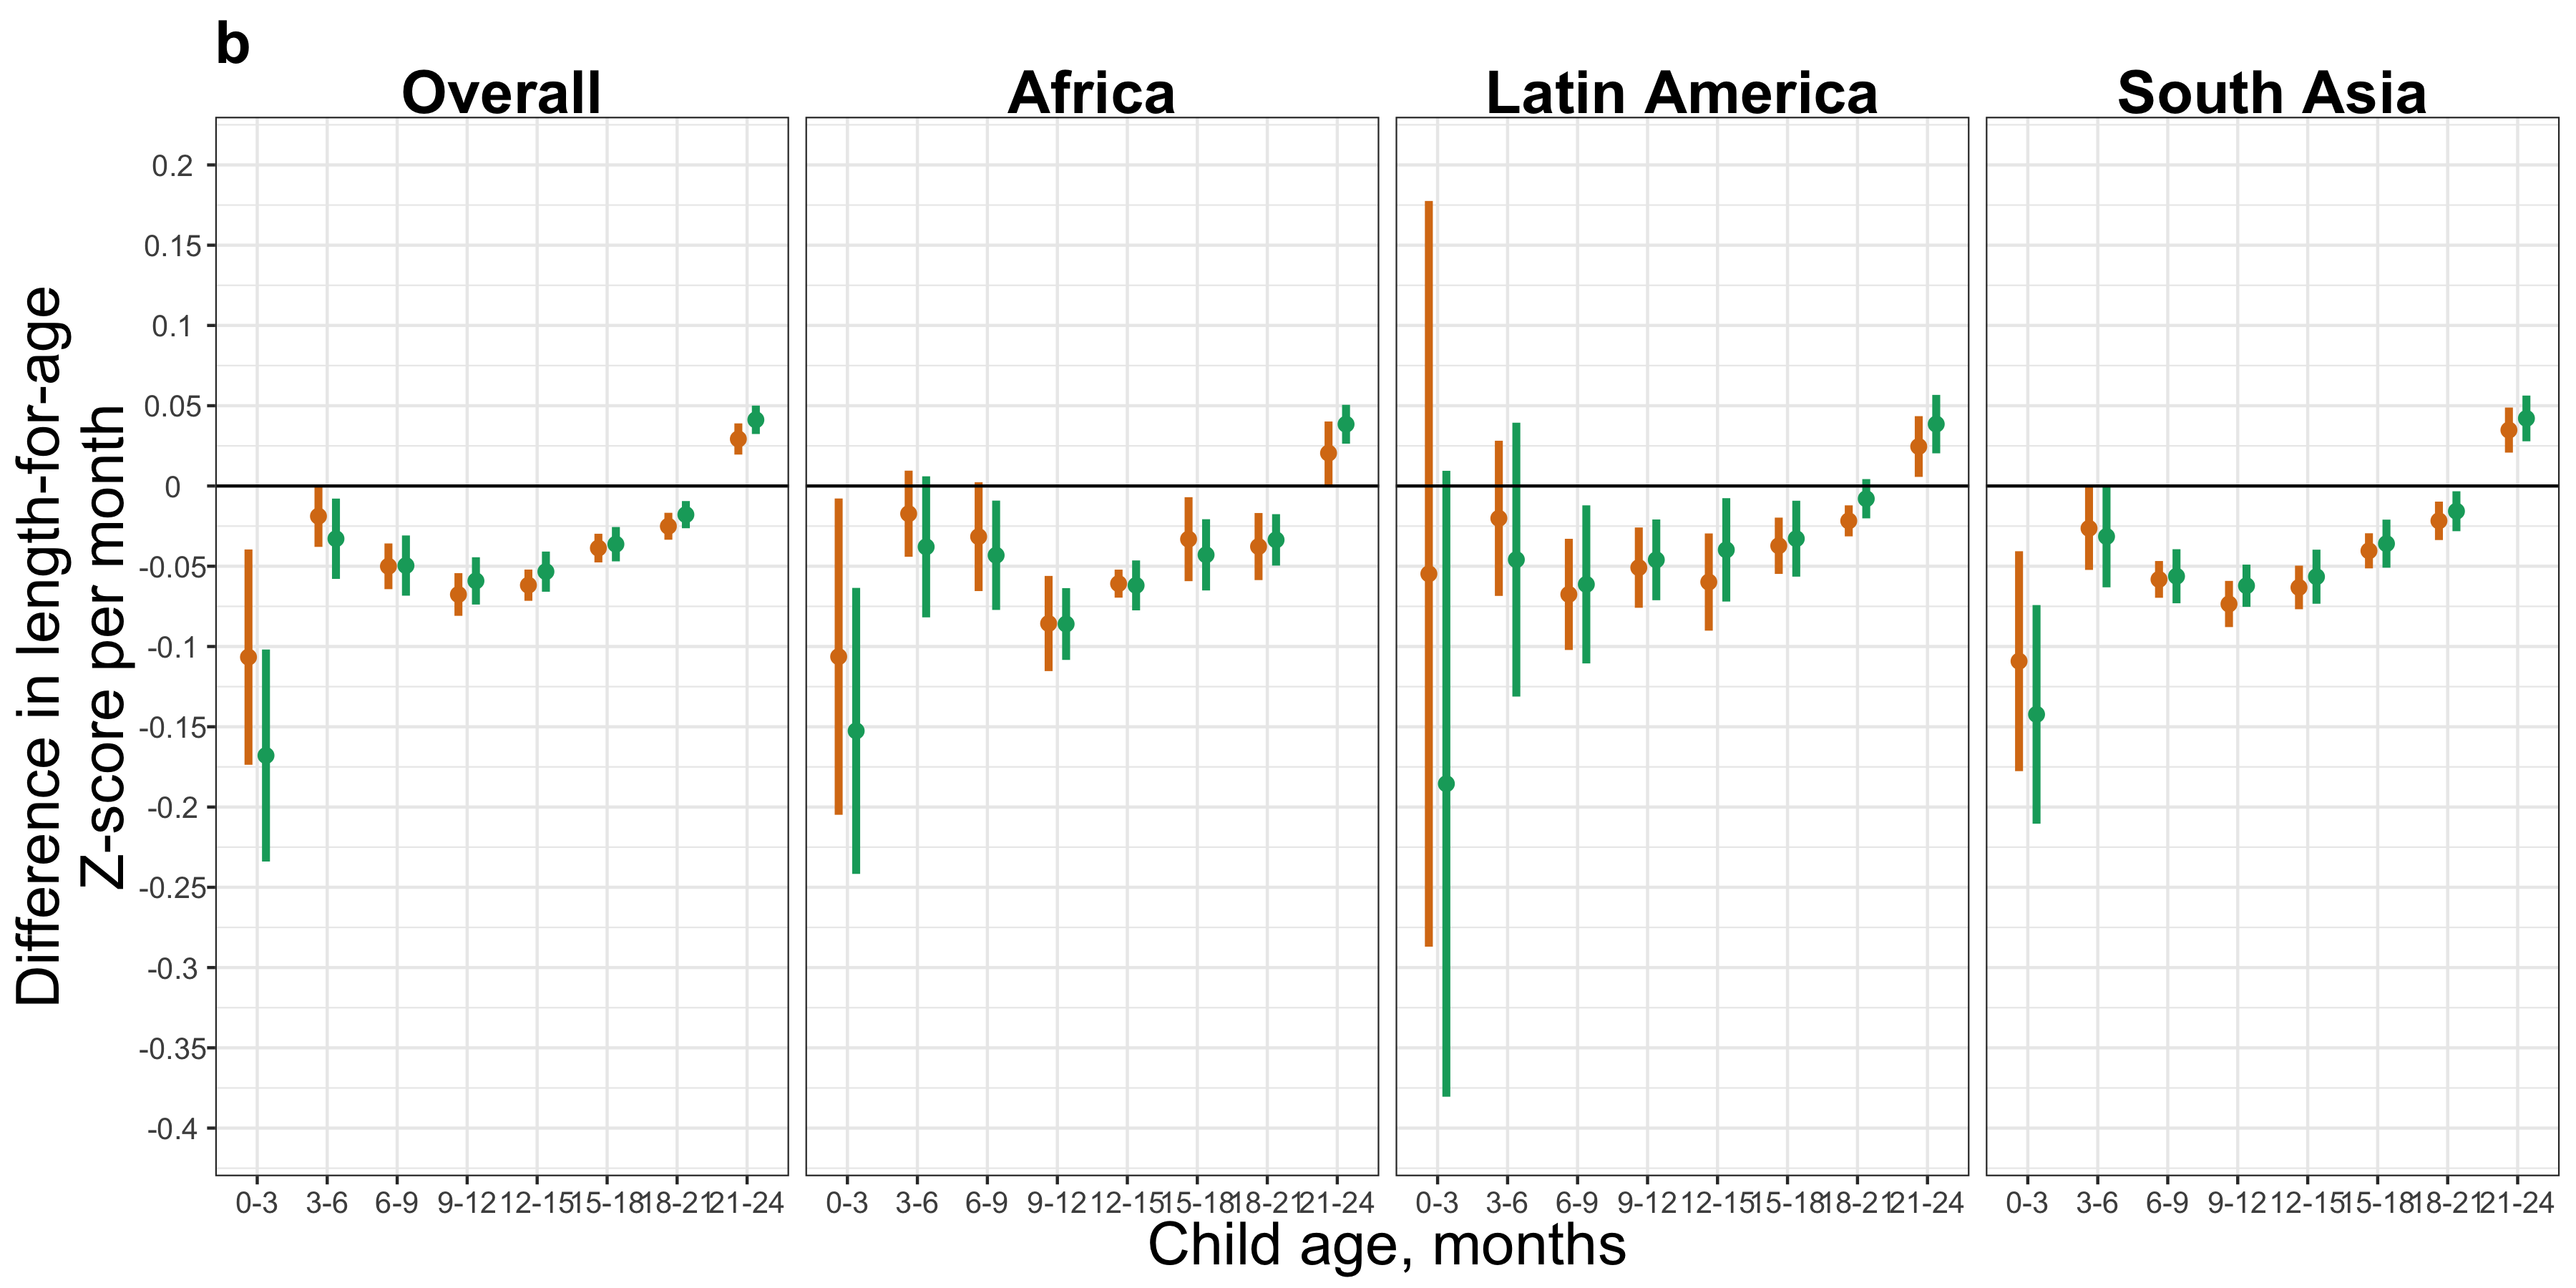 b
Overall
Africa
Latin America
South Asia
Difference in length-for-age
Z-score per month
0.2
0.15
0.1
0.05
0
-0.05
-0.1
-0.15
-0.2
-0.25
-0.3
-0.35
-0.4
0-3 3-6 6-9 9-12 12-15 15-18 18-21 21-24
0-3 3-6 6-9 9-12 12-15 15-18 18-21 21-24
0-3 3-6 6-9 9-12 12-15 15-18 18-21 21-24
0-3 3-6 6-9 9-12 12-15 15-18 18-21 21-24
Child age, months